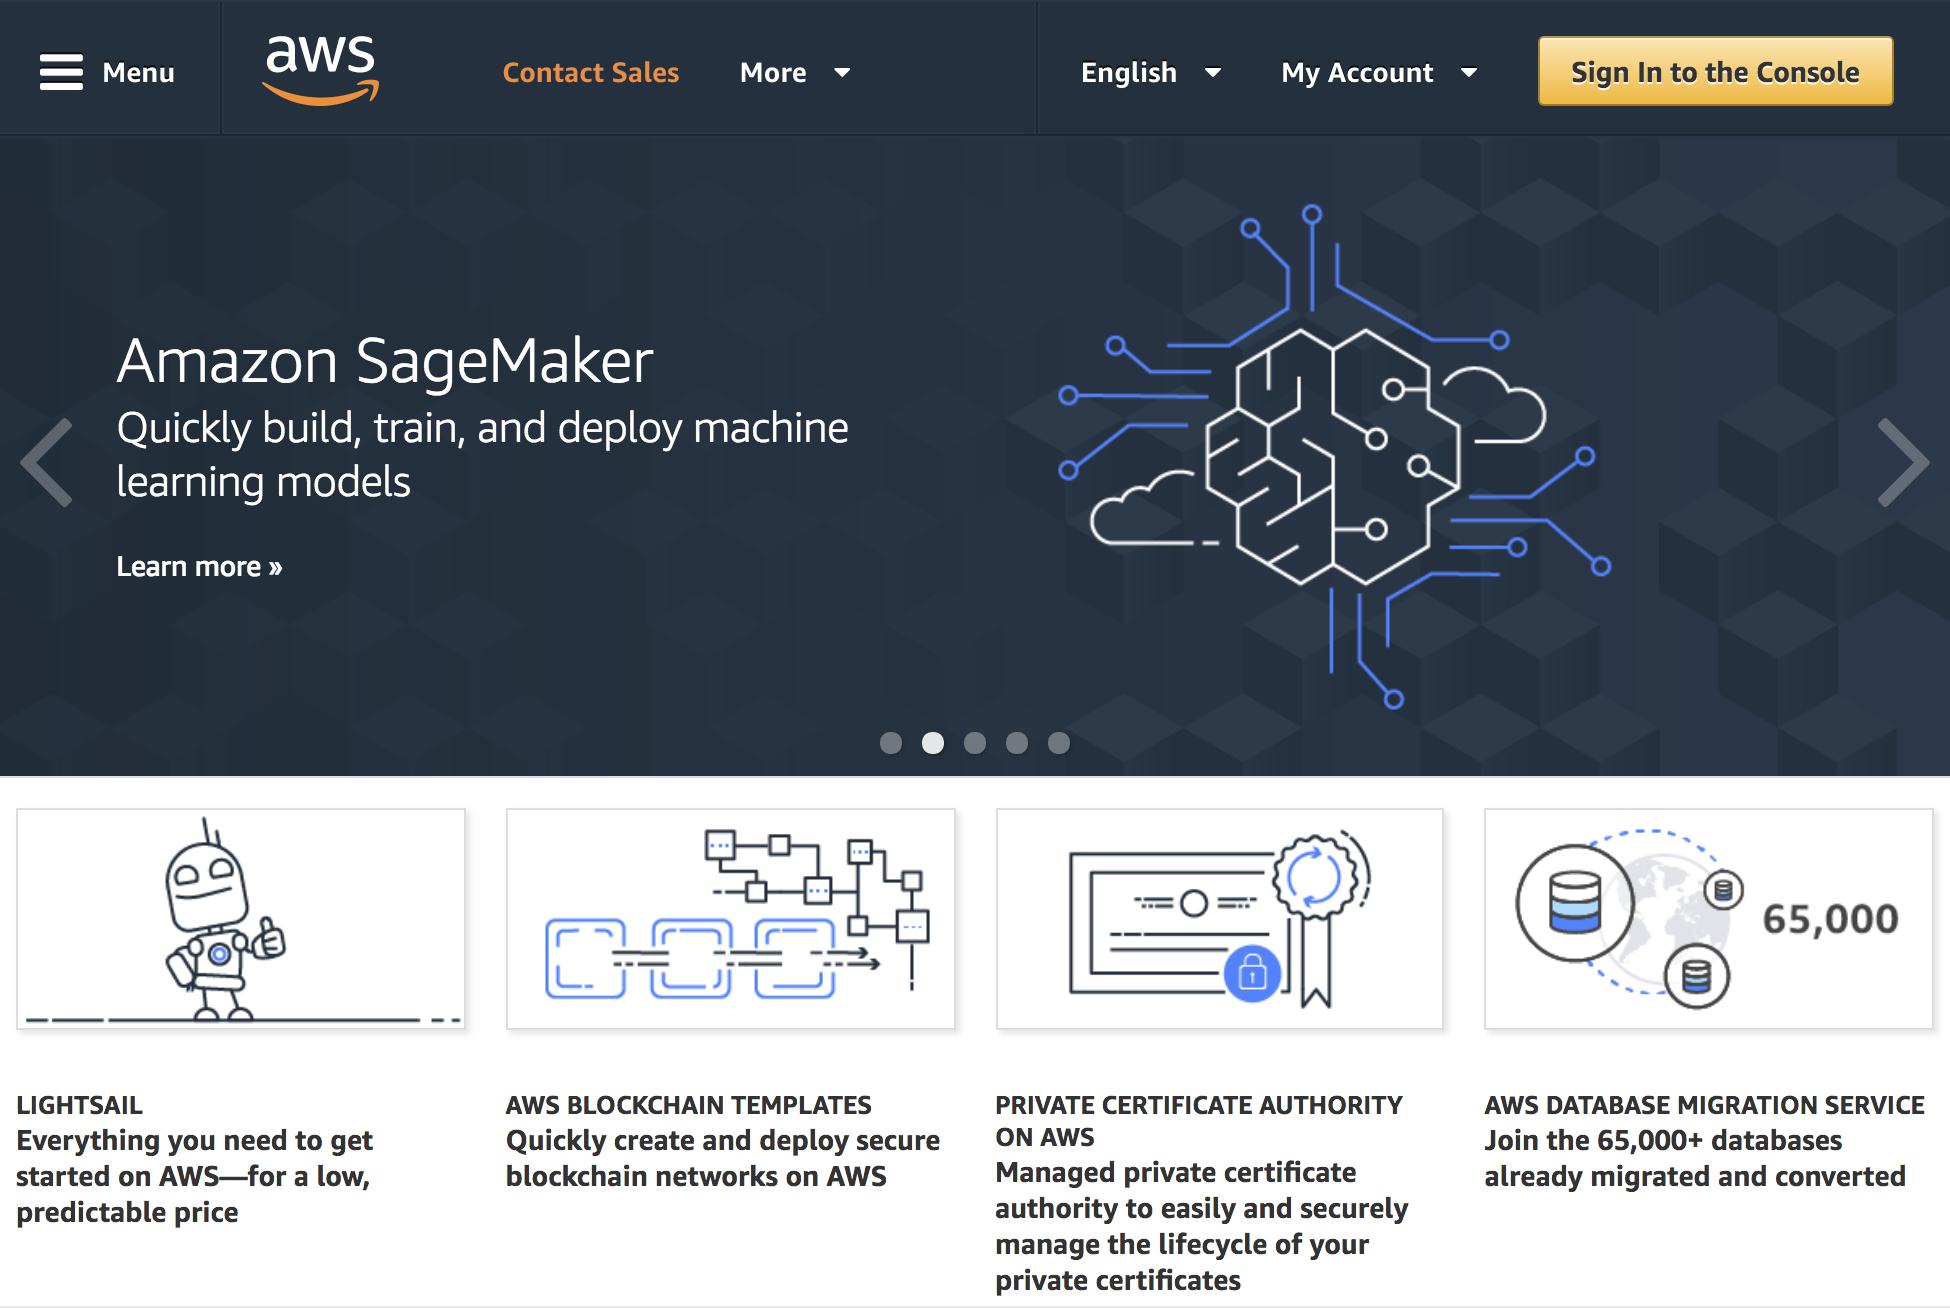 Menu
aws
Contact Sales
More
English
My Account
Sign In to the Console
Amazon SageMaker
Quickly build, train, and deploy machine
learning models
Learn more »
65,000
LIGHTSAIL
Everything you need to get
started on AWS—for a low,
predictable price
AWS BLOCKCHAIN TEMPLATES
Quickly create and deploy secure
blockchain networks on AWS
PRIVATE CERTIFICATE AUTHORITY
ON AWS
Managed private certificate
authority to easily and securely
manage the lifecycle of your
private certificates
AWS DATABASE MIGRATION SERVICE
Join the 65,000+ databases
already migrated and converted